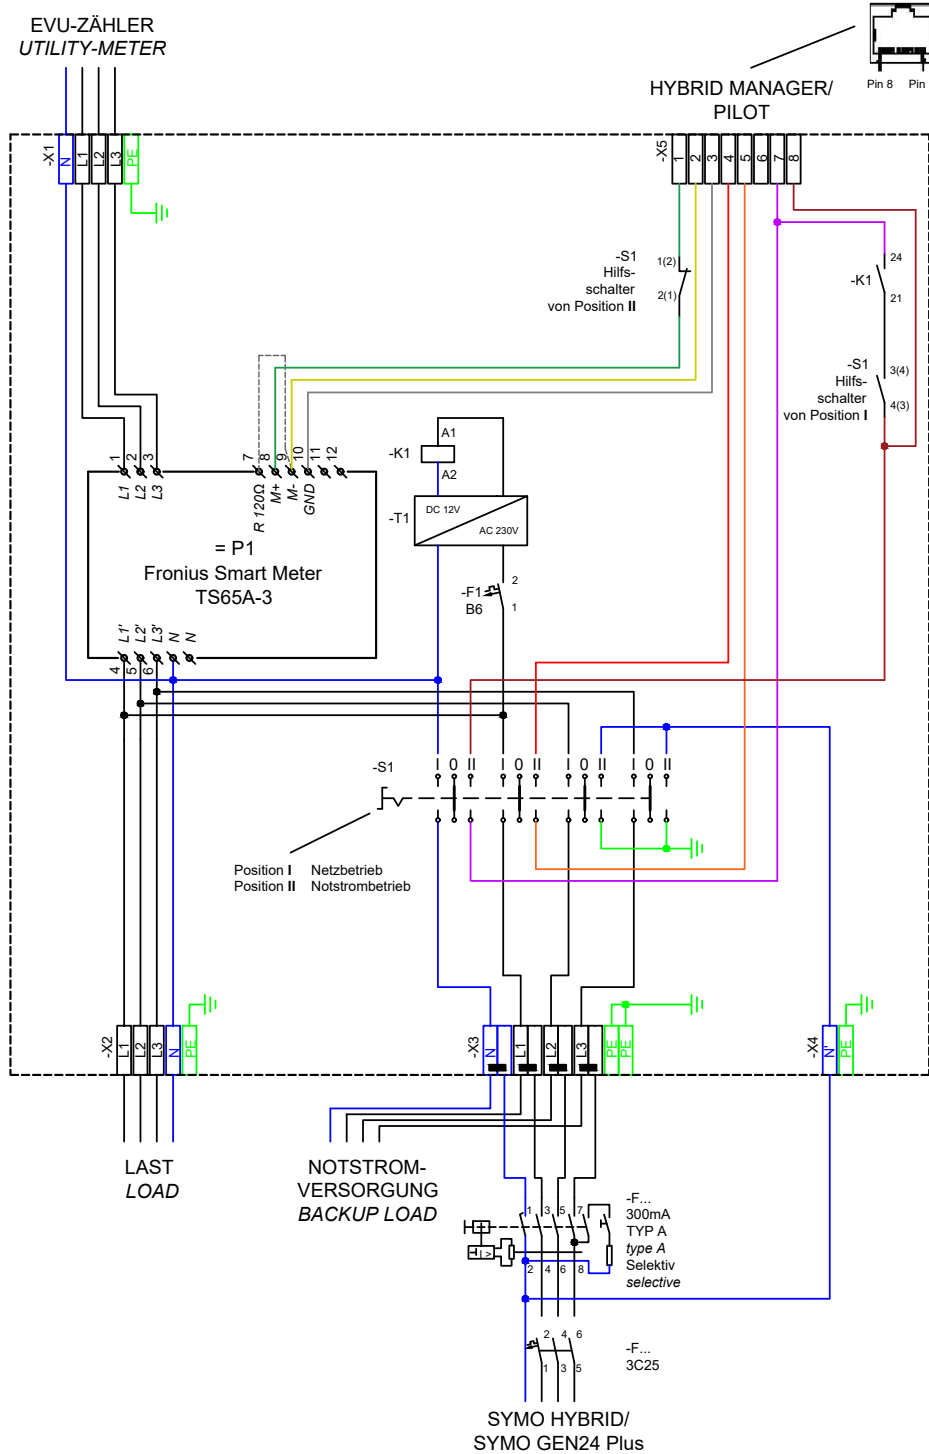 EVU-ZÄHLER
UTILITY-METER
HYBRID MANAGER/
PILOT
Pin 8 Pin
-X1
N
L1
L2
L3
PE
-X5
1
2
3
4
5
6
7
8
-S1
Hilfs-
schalter
von Position II
1(2)
2(1)
24
-K1
21
-S1
Hilfs-
schalter
von Position I
3(4)
4(3)
1
2
3
7
8
9
10
11
12
L1
L2
L3
R 120Ω
M+
M-
GND
= P1
Fronius Smart Meter
TS65A-3
L1'
L2'
L3'
N
N
4
5
6
A1
-K1
A2
DC 12V
-T1
AC 230V
2
-F1
B6
1
-S1
I 0 II I 0 II I 0 II I 0 II
Position I Netzbetrieb
Position II Notstrombetrieb
-X2
L1
L2
L3
N
PE
-X3
N
L1
L2
L3
PE
PE
-X4
N'
PE
LAST
LOAD
NOTSTROM-
VERSORGUNG
BACKUP LOAD
1 3 5 7
I >
2 4 6 8
-F...
300mA
TYP A
type A
Selektiv
selective
2 4 6
1 3 5
-F...
3C25
SYMO HYBRID/
SYMO GEN24 Plus